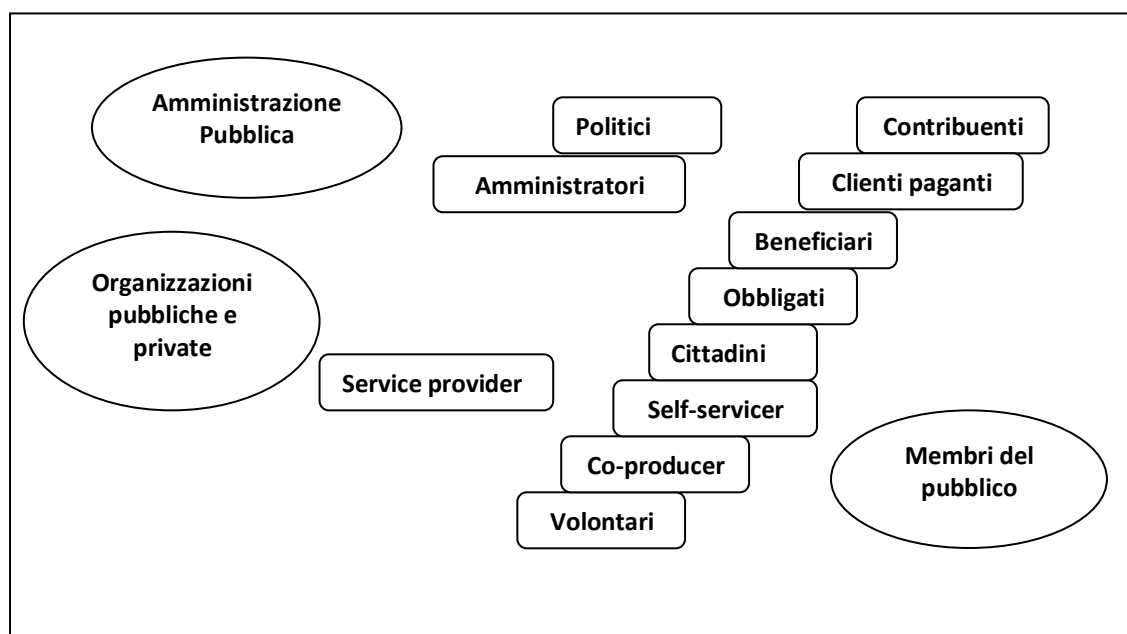 Amministrazione
Pubblica
Politici
Contribuenti
Amministratori
Clienti paganti
Beneficiari
Organizzazioni
pubbliche e
private
Obbligati
Cittadini
Service provider
Self-servicer
Co-producer
Membri del
pubblico
Volontari